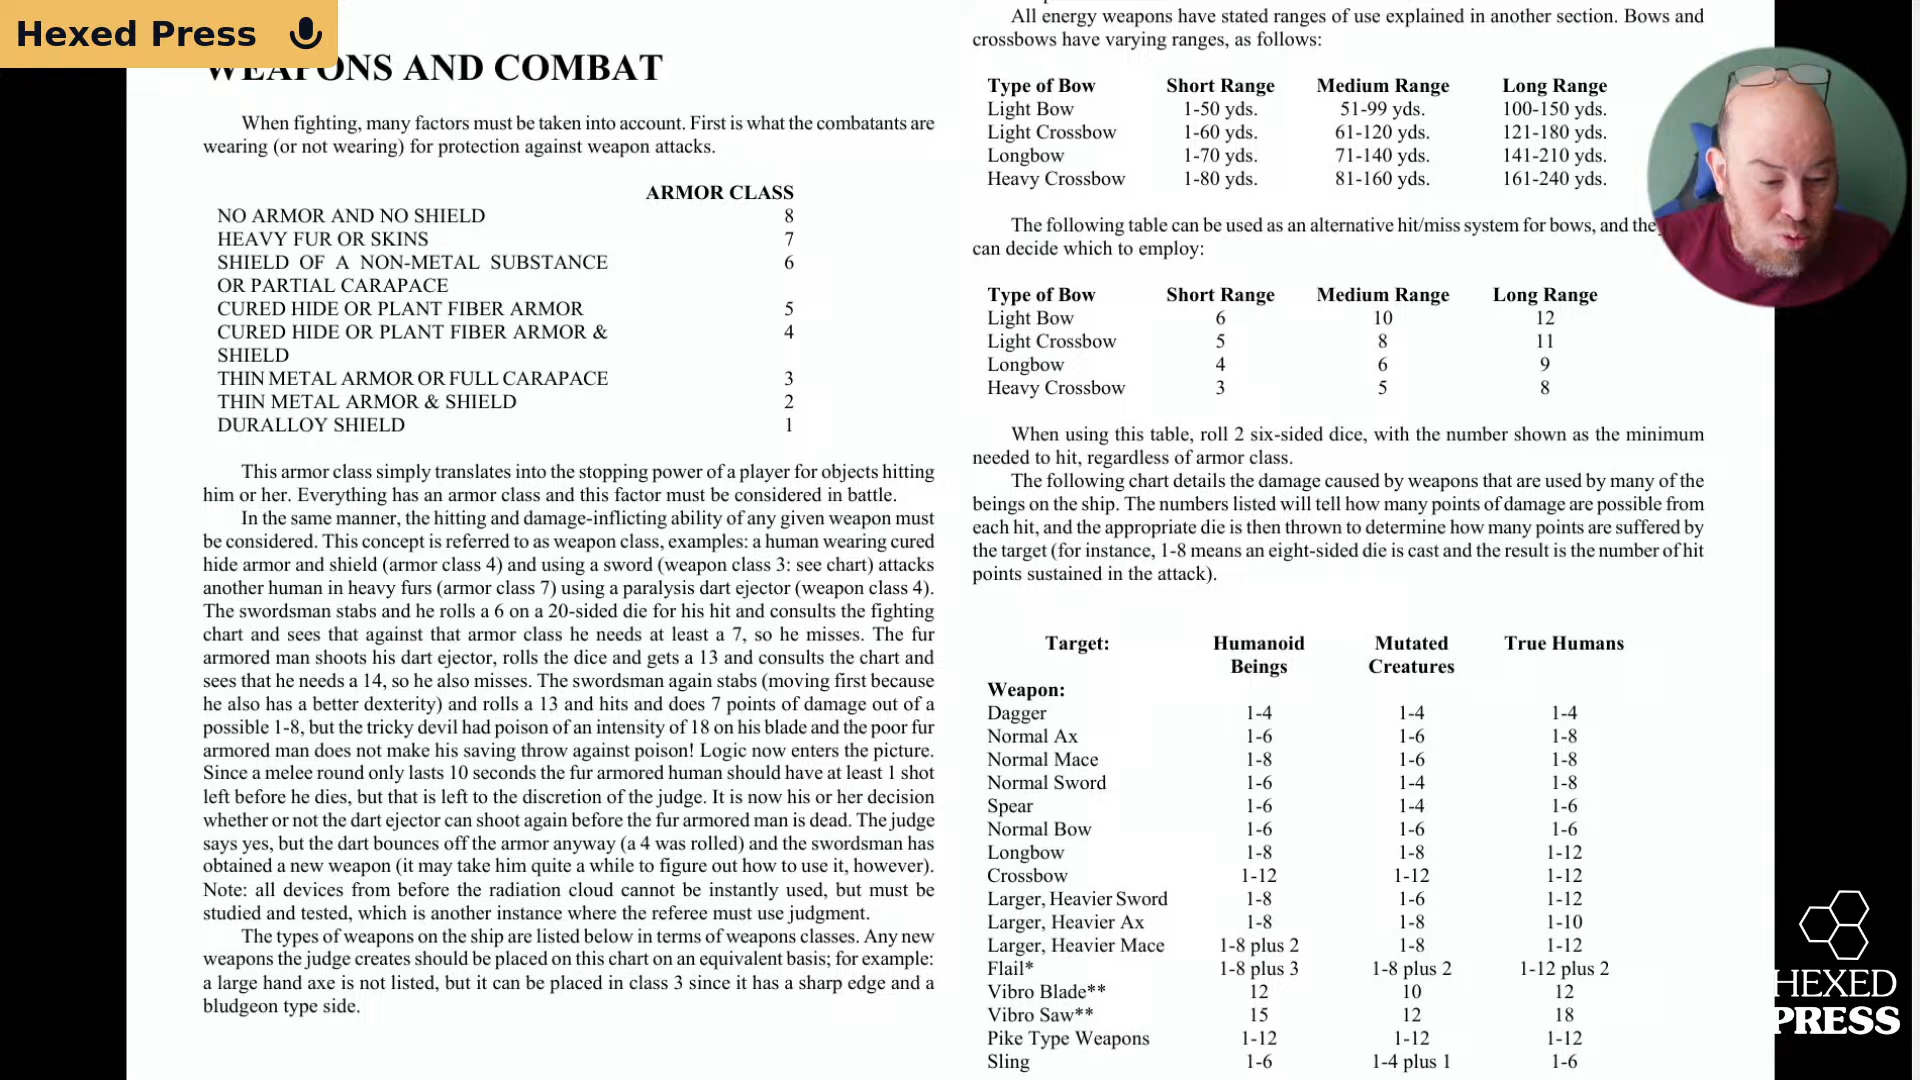 Hexed Press
WEAPONS AND COMBAT
When fighting, many factors must be taken into account. First is what the combatants are
wearing (or not wearing) for protection against weapon attacks.
ARMOR CLASS
NO ARMOR AND NO SHIELD 8
HEAVY FUR OR SKINS 7
SHIELD OF A NON-METAL SUBSTANCE 6
OR PARTIAL CARAPACE
CURED HIDE OR PLANT FIBER ARMOR 5
CURED HIDE OR PLANT FIBER ARMOR & 4
SHIELD
THIN METAL ARMOR OR FULL CARAPACE 3
THIN METAL ARMOR & SHIELD 2
DURALLOY SHIELD 1
This armor class simply translates into the stopping power of a player for objects hitting
him or her. Everything has an armor class and this factor must be considered in battle.
In the same manner, the hitting and damage-inflicting ability of any given weapon must
be considered. This concept is referred to as weapon class, examples: a human wearing cured
hide armor and shield (armor class 4) and using a sword (weapon class 3: see chart) attacks
another human in heavy furs (armor class 7) using a paralysis dart ejector (weapon class 4).
The swordsman stabs and he rolls a 6 on a 20-sided die for his hit and consults the fighting
chart and sees that against that armor class he needs at least a 7, so he misses. The fur
armored man shoots his dart ejector, rolls the dice and gets a 13 and consults the chart and
sees that he needs a 14, so he also misses. The swordsman again stabs (moving first because
he also has a better dexterity) and rolls a 13 and hits and does 7 points of damage out of a
possible 1-8, but the tricky devil had poison of an intensity of 18 on his blade and the poor fur
armored man does not make his saving throw against poison! Logic now enters the picture.
Since a melee round only lasts 10 seconds the fur armored human should have at least 1 shot
left before he dies, but that is left to the discretion of the judge. It is now his or her decision
whether or not the dart ejector can shoot again before the fur armored man is dead. The judge
says yes, but the dart bounces off the armor anyway (a 4 was rolled) and the swordsman has
obtained a new weapon (it may take him quite a while to figure out how to use it, however).
Note: all devices from before the radiation cloud cannot be instantly used, but must be
studied and tested, which is another instance where the referee must use judgment.
The types of weapons on the ship are listed below in terms of weapons classes. Any new
weapons the judge creates should be placed on this chart on an equivalent basis; for example:
a large hand axe is not listed, but it can be placed in class 3 since it has a sharp edge and a
bludgeon type side.
All energy weapons have stated ranges of use explained in another section. Bows and
crossbows have varying ranges, as follows:
Type of Bow Short Range Medium Range Long Range
Light Bow 1-50 yds. 51-99 yds. 100-150 yds.
Light Crossbow 1-60 yds. 61-120 yds. 121-180 yds.
Longbow 1-70 yds. 71-140 yds. 141-210 yds.
Heavy Crossbow 1-80 yds. 81-160 yds. 161-240 yds.
The following table can be used as an alternative hit/miss system for bows, and the
can decide which to employ:
Type of Bow Short Range Medium Range Long Range
Light Bow 6 10 12
Light Crossbow 5 8 11
Longbow 4 6 9
Heavy Crossbow 3 5 8
When using this table, roll 2 six-sided dice, with the number shown as the minimum
needed to hit, regardless of armor class.
The following chart details the damage caused by weapons that are used by many of the
beings on the ship. The numbers listed will tell how many points of damage are possible from
each hit, and the appropriate die is then thrown to determine how many points are suffered by
the target (for instance, 1-8 means an eight-sided die is cast and the result is the number of hit
points sustained in the attack).
Target: Humanoid Mutated True Humans
Beings Creatures
Weapon:
Dagger 1-4 1-4 1-4
Normal Ax 1-6 1-6 1-8
Normal Mace 1-8 1-6 1-8
Normal Sword 1-6 1-4 1-8
Spear 1-6 1-4 1-6
Normal Bow 1-6 1-6 1-6
Longbow 1-8 1-8 1-12
Crossbow 1-12 1-12 1-12
Larger, Heavier Sword 1-8 1-6 1-12
Larger, Heavier Ax 1-8 1-8 1-10
Larger, Heavier Mace 1-8 plus 2 1-8 1-12
Flail* 1-8 plus 3 1-8 plus 2 1-12 plus 2
Vibro Blade** 12 10 12
Vibro Saw** 15 12 18
Pike Type Weapons 1-12 1-12 1-12
Sling 1-6 1-4 plus 1 1-6
HEXED
PRESS